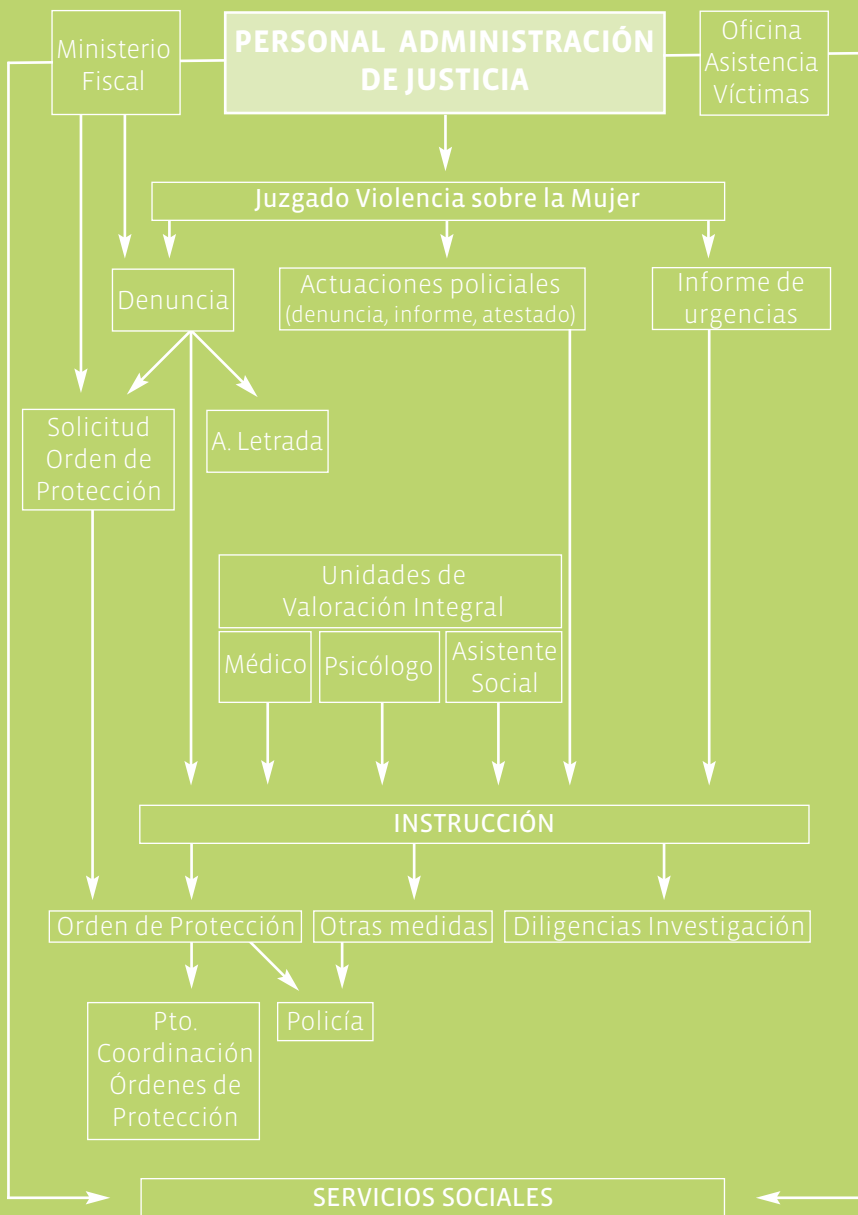 Ministerio
Fiscal
PERSONAL ADMINISTRACIÓN
DE JUSTICIA
Oficina
Asistencia
Víctimas
Juzgado Violencia sobre la Mujer
Denuncia
Actuaciones policiales
(denuncia, informe, atestado)
Informe de
urgencias
Solicitud
Orden de
Protección
A. Letrada
Unidades de
Valoración Integral
Médico
Psicólogo
Asistente
Social
INSTRUCCIÓN
Orden de Protección
Otras medidas
Diligencias Investigación
Pto.
Coordinación
Órdenes de
Protección
Policía
SERVICIOS SOCIALES